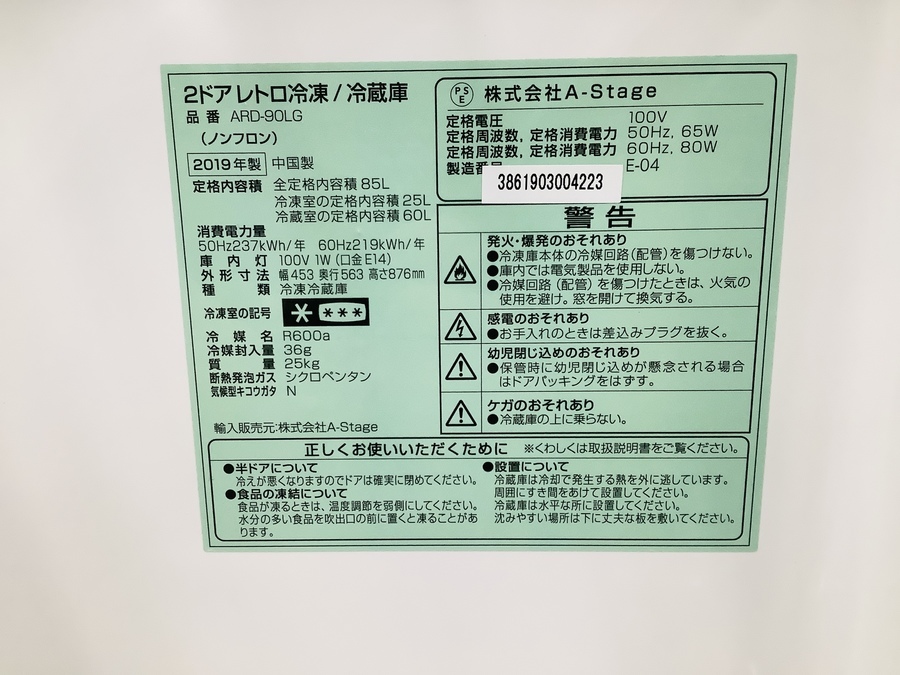 2ドアレトロ冷凍/冷蔵庫
品番 ARD-90LG
(ノンフロン)
2019年製 中国製
定格内容積 全定格内容積85L
冷凍室の定格内容積25L
冷蔵室の定格内容積60L
消費電力量
50Hz237kWh/年 60Hz219kWh/年
庫内灯 100V 1W(口金E14)
外形寸法 幅453 奥行563 高さ876mm
種類 冷凍冷蔵庫
冷凍室の記号 * ***
冷媒 R600a
冷媒封入量 36g
質量 25kg
断熱発泡ガス シクロペンタン
気候型キコウガタ N
輸入販売元:株式会社A-Stage
PSE 株式会社A-Stage
定格電圧 100V
定格周波数, 定格消費電力 50Hz, 65W
定格周波数, 定格消費電力 60Hz, 80W
製造番 E-04
3861903004223
警告
発火・爆発のおそれあり
●冷凍庫本体の冷媒回路(配管)を傷つけない。
●庫内では電気製品を使用しない。
●冷媒回路(配管)を傷つけたときは、火気の
使用を避け。窓を開けて換気する。
感電のおそれあり
●お手入れのときは差込みプラグを抜く。
幼児閉じ込めのおそれあり
●保管時に幼児閉じ込が懸念される場合
はドアパッキングをはずす。
ケガのおそれあり
●冷蔵庫の上に乗らない。
正しくお使いいただくために ※くわしくは取扱説明書をご覧ください。
●半ドアについて
冷えが悪くなりますのでドアは確実に閉めてください。
●食品の凍結について
食品が凍るときは、温度調節を弱側にしてください。
水分の多い食品を吹出口の前に置くと凍ることがあ
ります。
●設置について
冷蔵庫は冷却で発生する熱を外に逃しています。
周囲にすき間をあけて設置してください。
冷蔵庫は水平な所に設置してください。
沈みやすい場所は下に丈夫な板を敷いてください。